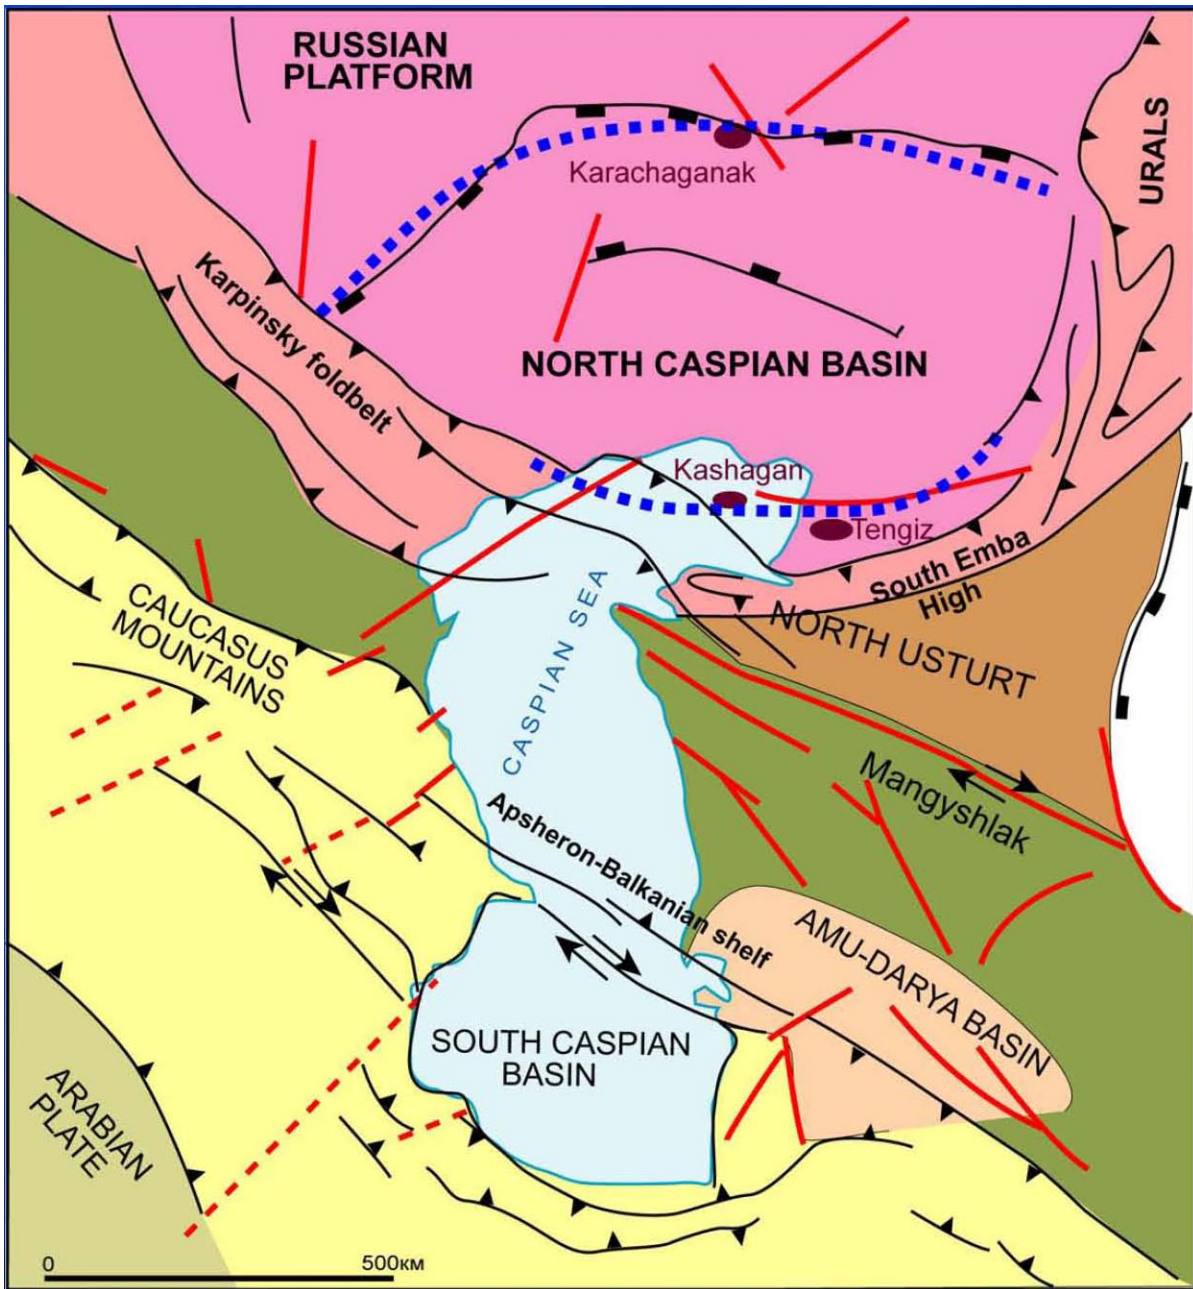 RUSSIAN
PLATFORM
URALS
Karachaganak
Karpinsky foldbelt
NORTH CASPIAN BASIN
Kashagan
Tengiz
South Emba
High
CAUCASUS
MOUNTAINS
NORTH USTURT
CASPIAN SEA
Mangyshlak
Apsheron-Balkanian shelf
AMU-DARYA BASIN
SOUTH CASPIAN
BASIN
ARABIAN
PLATE
0
500км